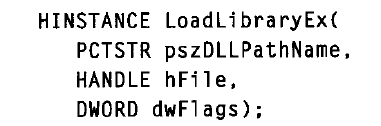 HINSTANCE LoadLibraryEx(
PCTSTR pszDLLPathName,
HANDLE hFile,
DWORD dwFlags);